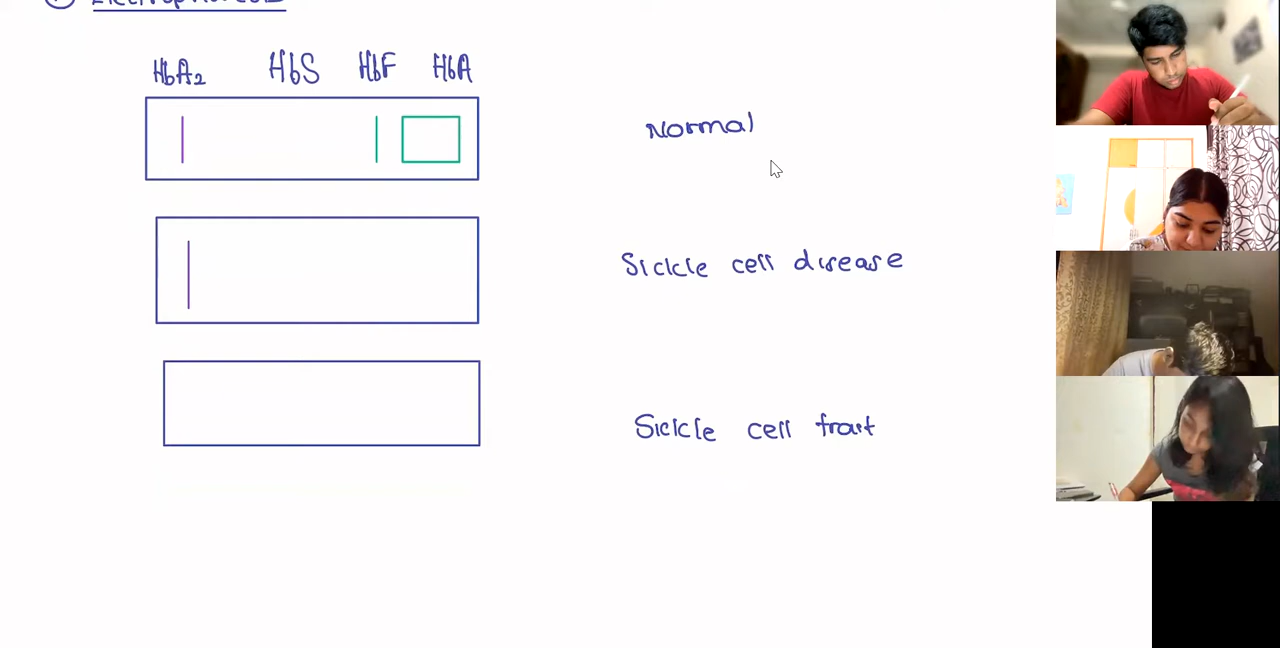 HbA2 HbS HbF HbA
Normal
Sickle cell disease
Sickle cell trait